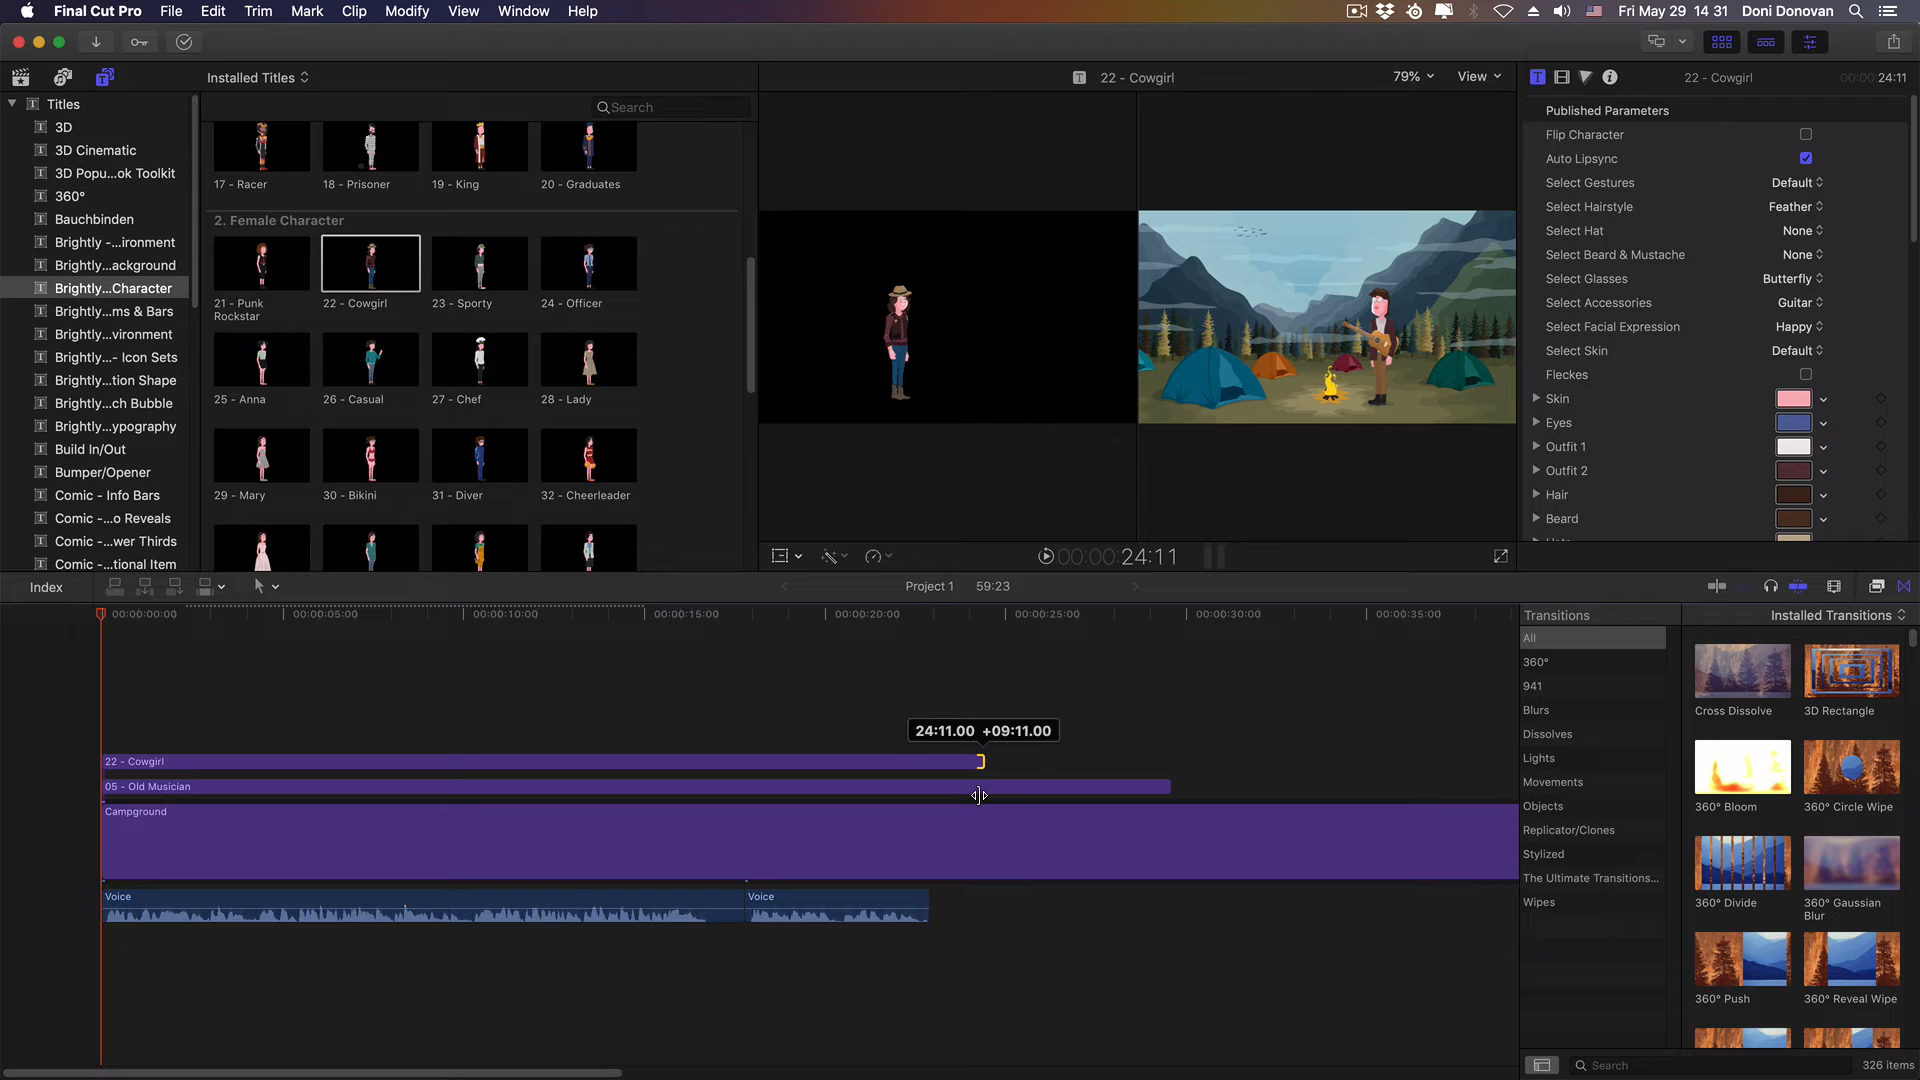 Final Cut Pro File Edit Trim Mark Clip Modify View Window Help Fri May 29 14 31 Doni Donovan
Installed Titles
22 - Cowgirl 79% View
22 - Cowgirl 00:00:24:11
Titles
3D
3D Cinematic
3D Popu...ok Toolkit
360°
Bauchbinden
Brightly -...ironment
Brightly...ackground
Brightly...Character
Brightly...ms & Bars
Brightly...vironment
Brightly...- Icon Sets
Brightly...tion Shape
Brightly...ch Bubble
Brightly...ypography
Build In/Out
Bumper/Opener
Comic - Info Bars
Comic -...o Reveals
Comic -...wer Thirds
Comic -...tional Item
Search
17 - Racer 18 - Prisoner 19 - King 20 - Graduates
2. Female Character
21 - Punk Rockstar 22 - Cowgirl 23 - Sporty 24 - Officer
25 - Anna 26 - Casual 27 - Chef 28 - Lady
29 - Mary 30 - Bikini 31 - Diver 32 - Cheerleader
Published Parameters
Flip Character
Auto Lipsync
Select Gestures Default
Select Hairstyle Feather
Select Hat None
Select Beard & Mustache None
Select Glasses Butterfly
Select Accessories Guitar
Select Facial Expression Happy
Select Skin Default
Fleckes
Skin
Eyes
Outfit 1
Outfit 2
Hair
Beard
00:00:24:11
Index
Project 1 59:23
00:00:00:00 00:00:05:00 00:00:10:00 00:00:15:00 00:00:20:00 00:00:25:00 00:00:30:00 00:00:35:00
24:11.00 +09:11.00
22 - Cowgirl
05 - Old Musician
Campground
Voice Voice
Transitions
All
360°
941
Blurs
Dissolves
Lights
Movements
Objects
Replicator/Clones
Stylized
The Ultimate Transitions...
Wipes
Installed Transitions
Cross Dissolve 3D Rectangle
360° Bloom 360° Circle Wipe
360° Divide 360° Gaussian Blur
360° Push 360° Reveal Wipe
Search 326 items